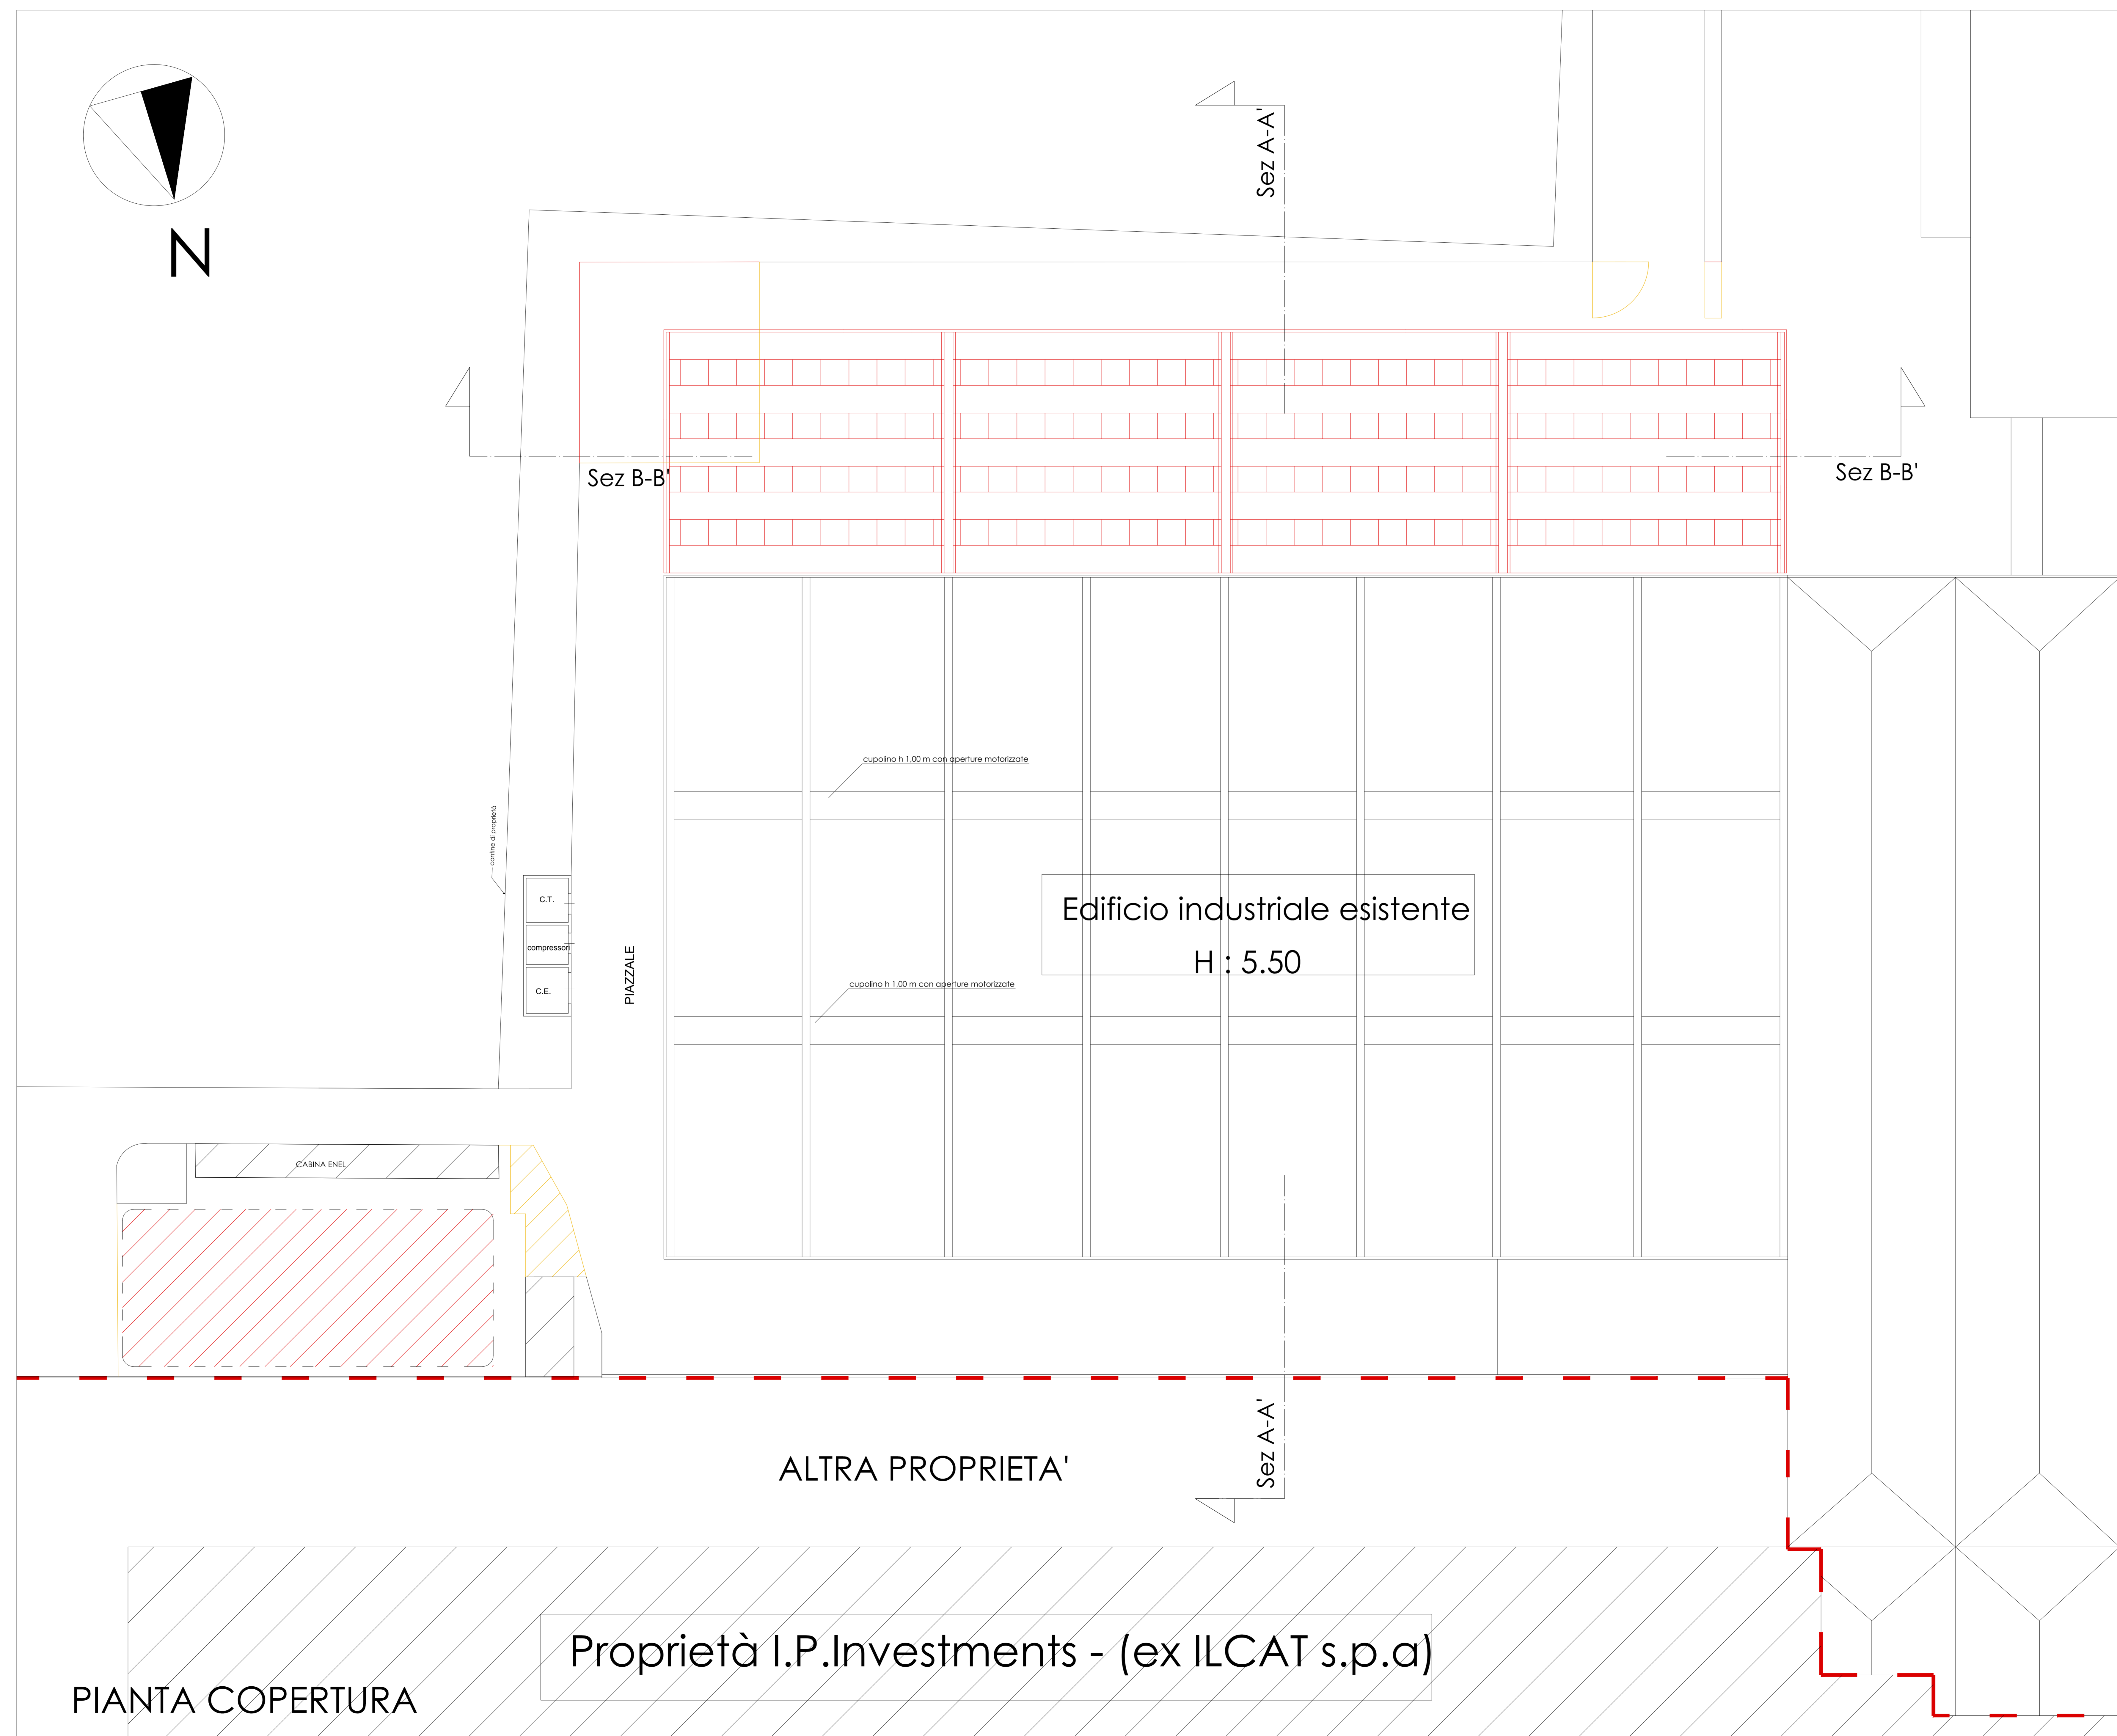 N
Sez A-A'
Sez B-B'
Sez B-B'
cupolino h 1,00 m con aperture motorizzate
confine di proprietà
C.T.
compressori
C.E.
PIAZZALE
Edificio industriale esistente
H : 5.50
cupolino h 1,00 m con aperture motorizzate
CABINA ENEL
Sez A-A'
ALTRA PROPRIETA'
Proprietà I.P.Investments - (ex ILCAT s.p.a)
PIANTA COPERTURA